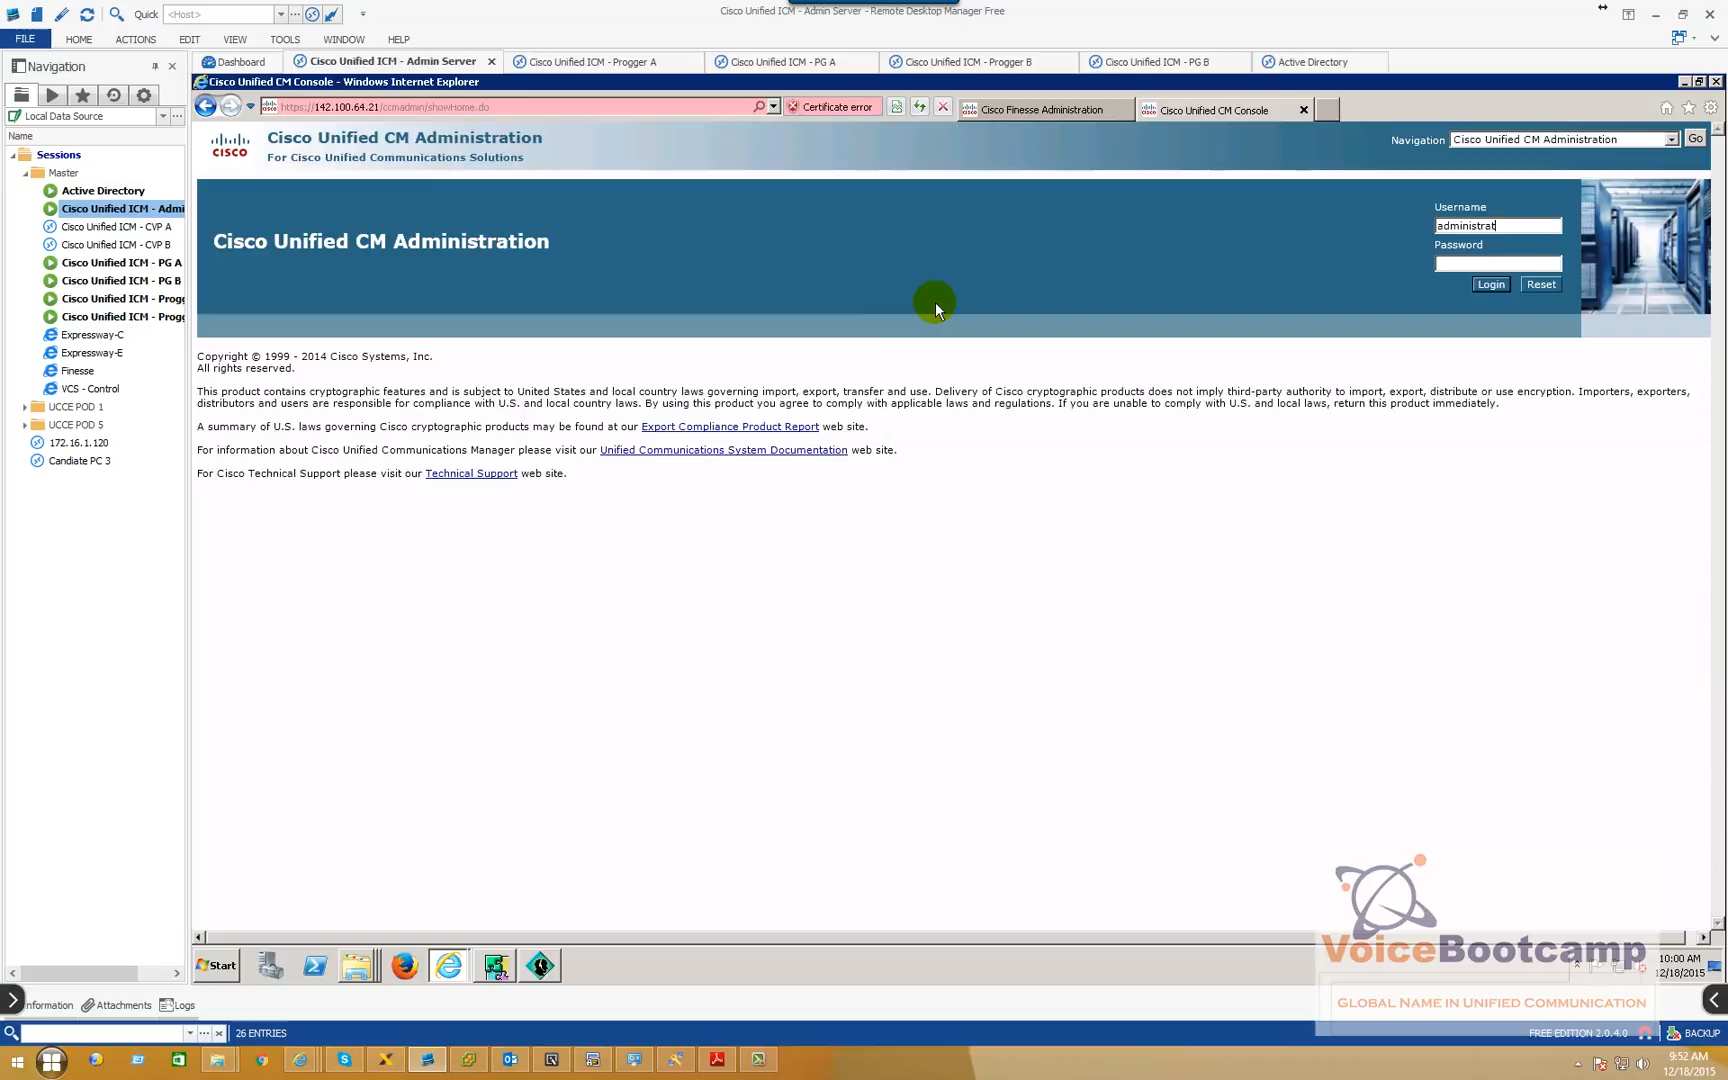 Quick <Host>
Cisco Unified ICM - Admin Server - Remote Desktop Manager Free
FILE HOME ACTIONS EDIT VIEW TOOLS WINDOW HELP
Navigation
Dashboard
Cisco Unified ICM - Admin Server
Cisco Unified ICM - Progger A
Cisco Unified ICM - PG A
Cisco Unified ICM - Progger B
Cisco Unified ICM - PG B
Active Directory
Cisco Unified CM Console - Windows Internet Explorer
https://142.100.64.21/ccmadmin/showHome.do
Certificate error
Cisco Finesse Administration
Cisco Unified CM Console
Local Data Source
Name
Sessions
Master
Active Directory
Cisco Unified ICM - Admi
Cisco Unified ICM - CVP A
Cisco Unified ICM - CVP B
Cisco Unified ICM - PG A
Cisco Unified ICM - PG B
Cisco Unified ICM - Progg
Cisco Unified ICM - Progg
Expressway-C
Expressway-E
Finesse
VCS - Control
UCCE POD 1
UCCE POD 5
172.16.1.120
Candiate PC 3
CISCO
Cisco Unified CM Administration
For Cisco Unified Communications Solutions
Navigation Cisco Unified CM Administration Go
Cisco Unified CM Administration
Username
administrat
Password
Login Reset
Copyright © 1999 - 2014 Cisco Systems, Inc.
All rights reserved.
This product contains cryptographic features and is subject to United States and local country laws governing import, export, transfer and use. Delivery of Cisco cryptographic products does not imply third-party authority to import, export, distribute or use encryption. Importers, exporters,
distributors and users are responsible for compliance with U.S. and local country laws. By using this product you agree to comply with applicable laws and regulations. If you are unable to comply with U.S. and local laws, return this product immediately.
A summary of U.S. laws governing Cisco cryptographic products may be found at our Export Compliance Product Report web site.
For information about Cisco Unified Communications Manager please visit our Unified Communications System Documentation web site.
For Cisco Technical Support please visit our Technical Support web site.
VoiceBootcamp
GLOBAL NAME IN UNIFIED COMMUNICATION
Start
10:00 AM
12/18/2015
nformation Attachments Logs
26 ENTRIES
FREE EDITION 2.0.4.0
BACKUP
9:52 AM
12/18/2015